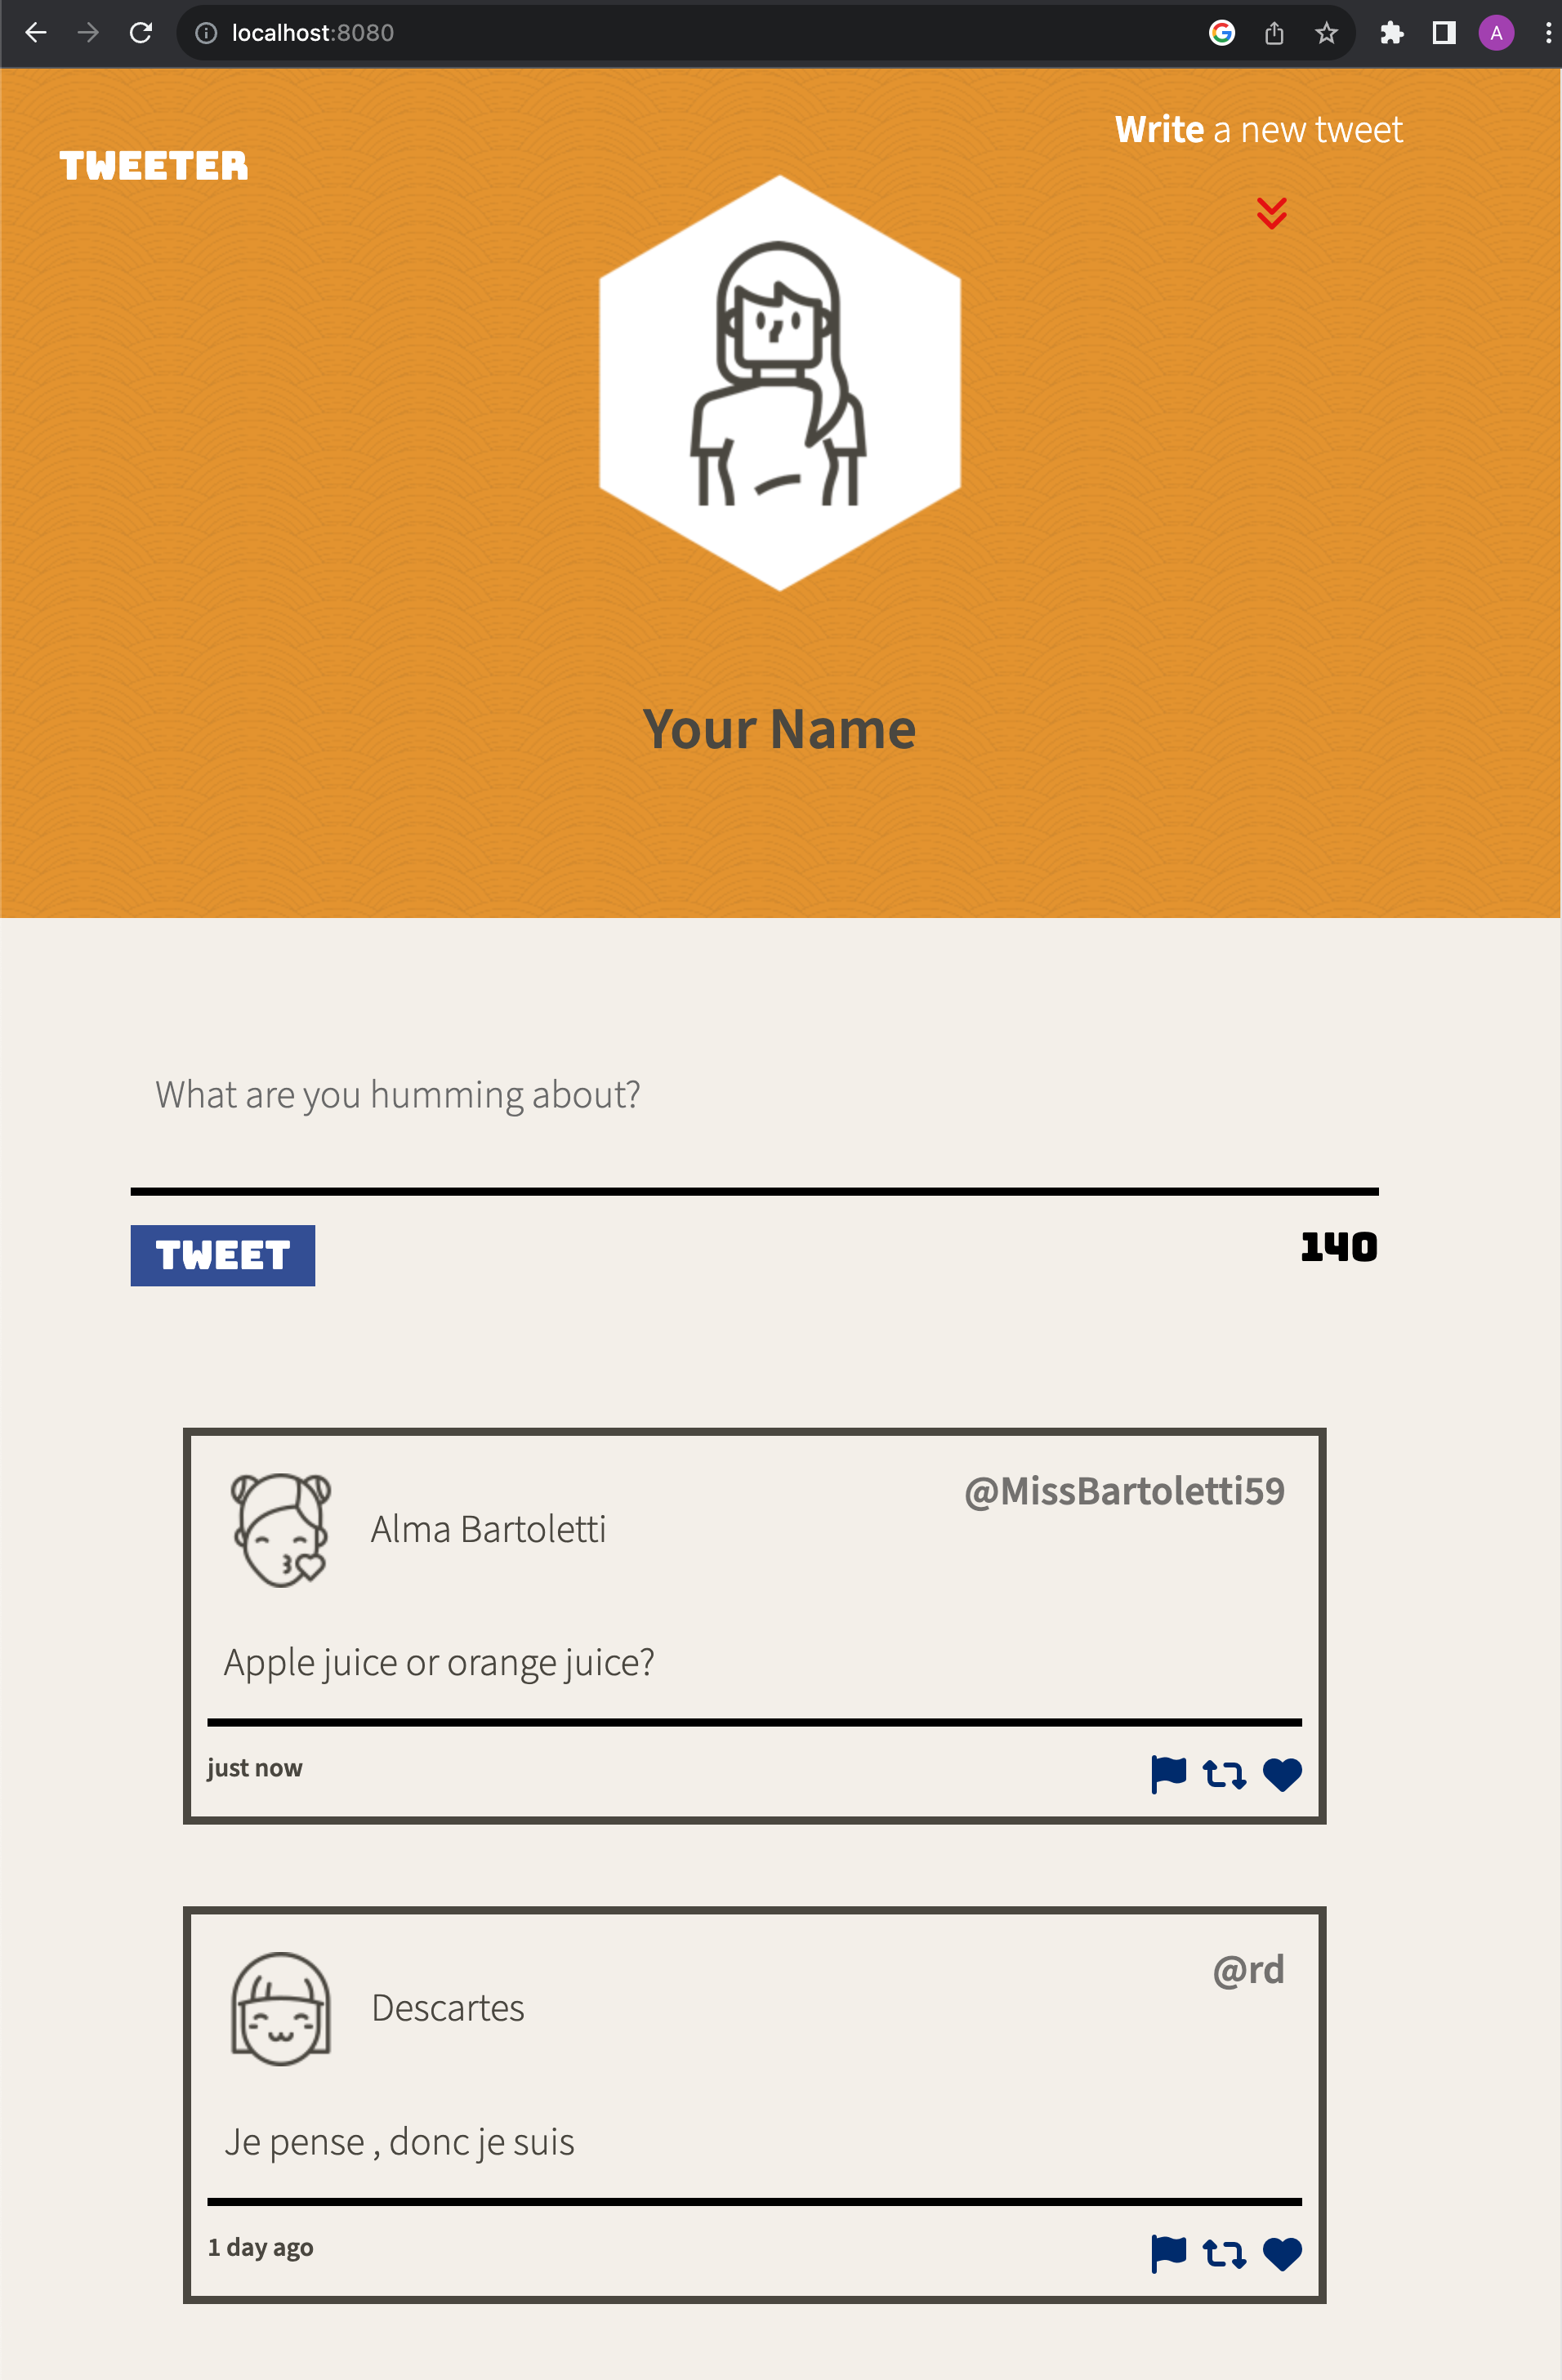 localhost:8080
A
Write a new tweet
TWEETER
Your Name
What are you humming about?
TWEET
140
@MissBartoletti59
Alma Bartoletti
Apple juice or orange juice?
just now
@rd
Descartes
Je pense , donc je suis
1 day ago